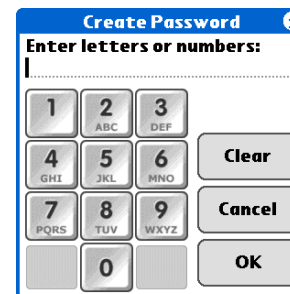 Create Password
Enter letters or numbers:
1 2 3
ABC DEF
4 5 6 Clear
GHI JKL MNO
7 8 9 Cancel
PQRS TUV WXYZ
0 OK